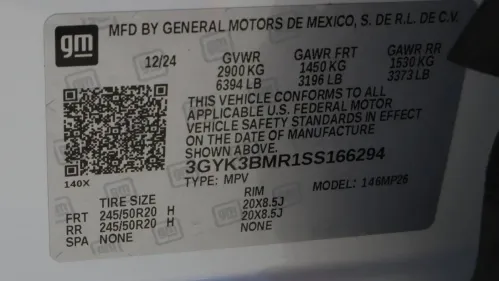 gm
MFD BY GENERAL MOTORS DE MEXICO, S. DE R.L. DE C.V.
12/24 GVWR GAWR FRT GAWR RR
2900 KG 1450 KG 1530 KG
6394 LB 3196 LB 3373 LB
THIS VEHICLE CONFORMS TO ALL
APPLICABLE U.S. FEDERAL MOTOR
VEHICLE SAFETY STANDARDS IN EFFECT
ON THE DATE OF MANUFACTURE
3GYK3BMR1SS166294
140X TYPE: MPV MODEL: 146MP26
TIRE SIZE RIM
FRT 245/50R20 H 20X8.5J
RR 245/50R20 H 20X8.5J
SPA NONE NONE